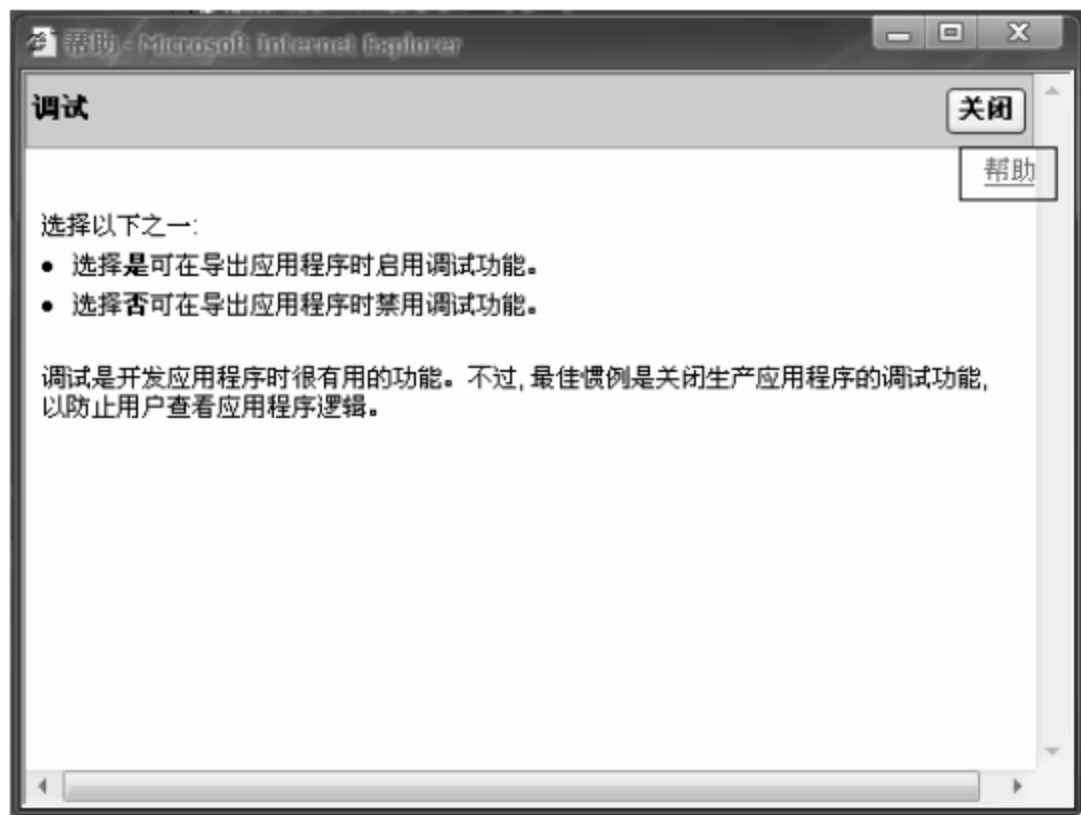 帮助 - Microsoft Internet Explorer
调试
关闭
帮助
选择以下之一:
• 选择是可在导出应用程序时启用调试功能。
• 选择否可在导出应用程序时禁用调试功能。
调试是开发应用程序时很有用的功能。不过, 最佳惯例是关闭生产应用程序的调试功能,
以防止用户查看应用程序逻辑。